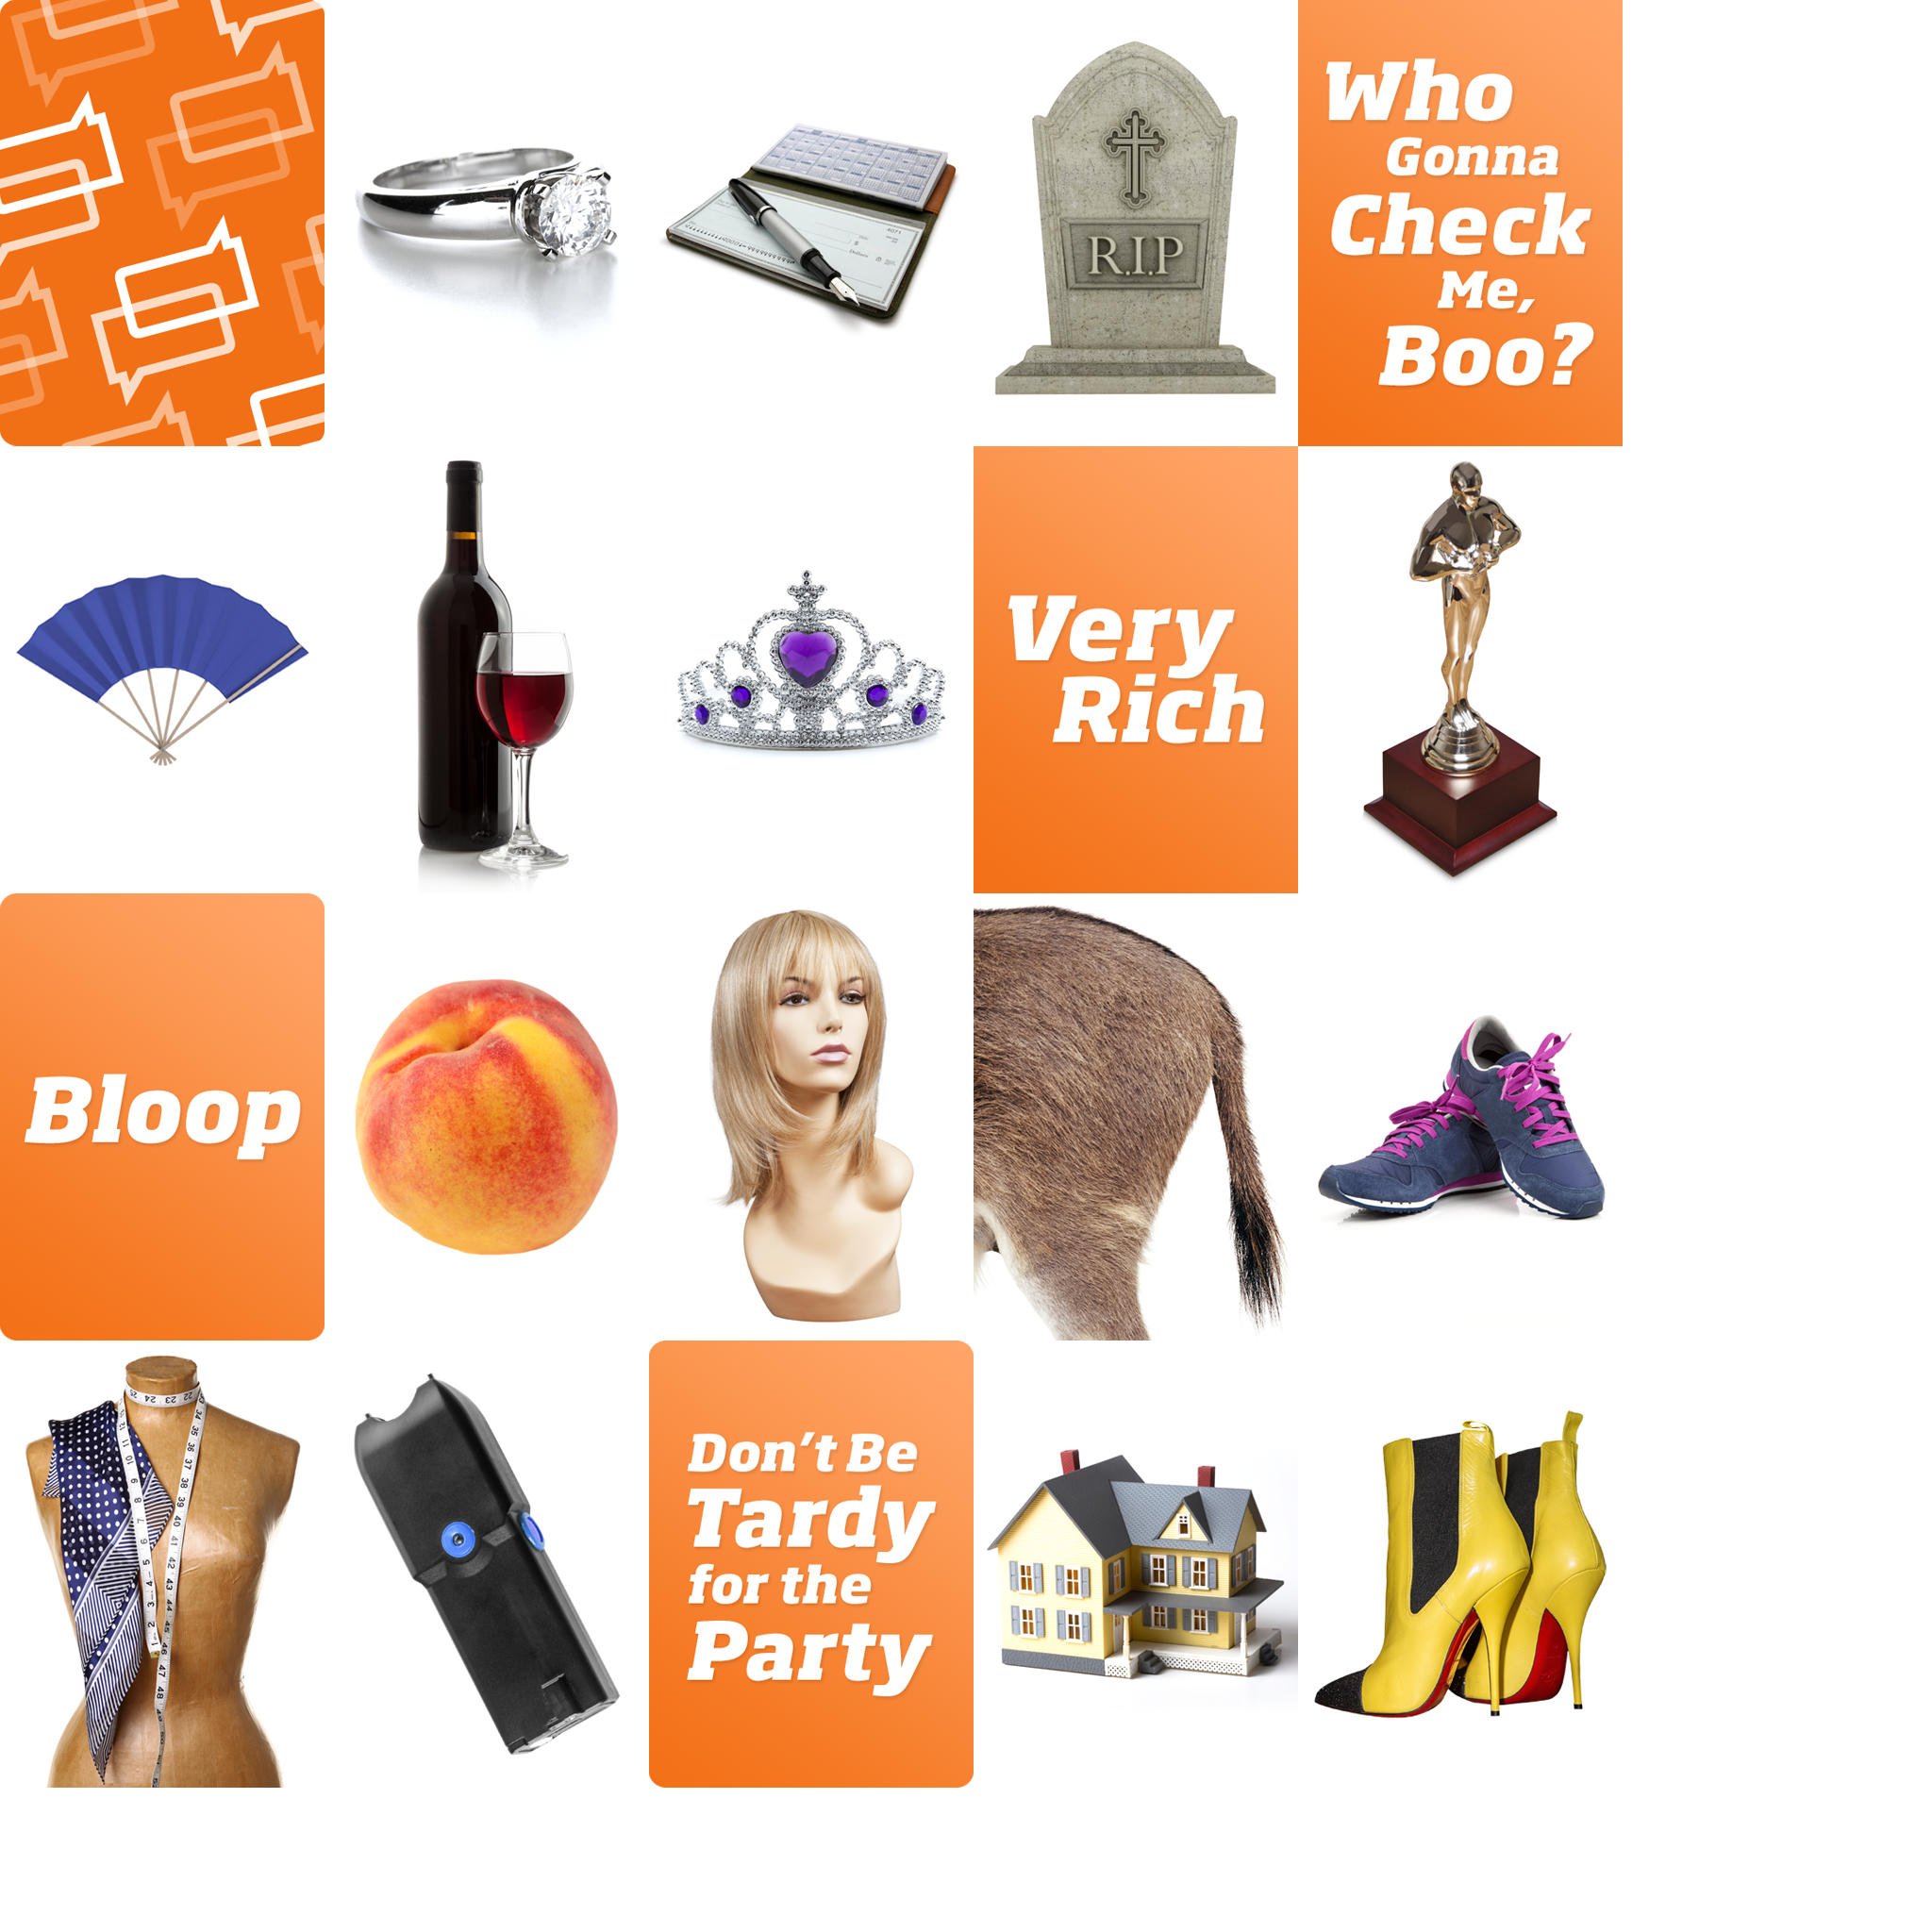 R.I.P
Who
Gonna
Check
Me,
Boo?
Very
Rich
Bloop
Don't Be
Tardy
for the
Party